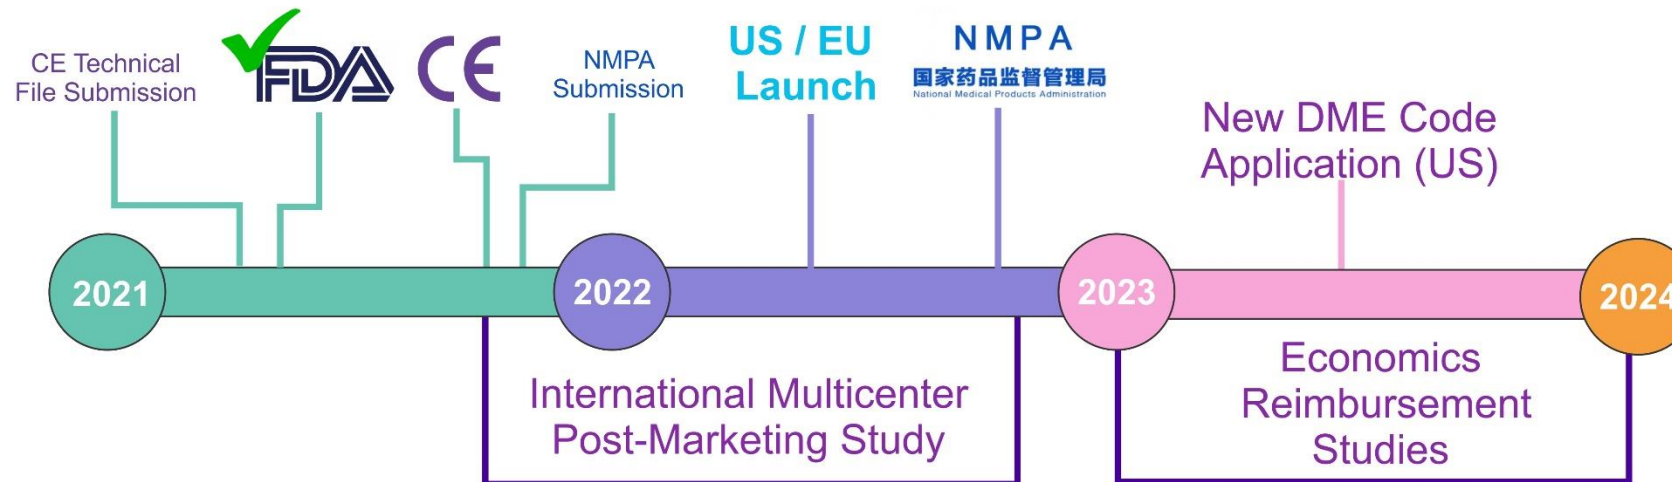 CE Technical
File Submission
FDA
CE
NMPA
Submission
US / EU
Launch
NMPA
国家药品监督管理局
National Medical Products Administration
New DME Code
Application (US)
2021
2022
2023
2024
International Multicenter
Post-Marketing Study
Economics
Reimbursement
Studies